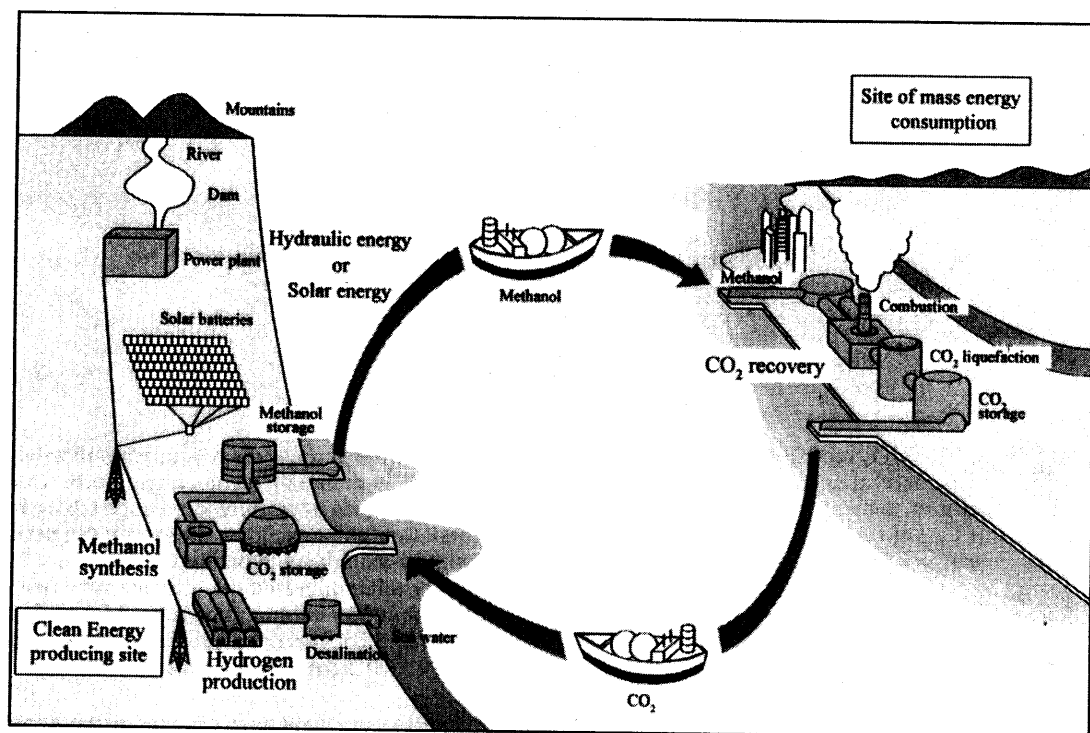 Mountains
River
Dam
Power plant
Solar batteries
Hydraulic energy
or
Solar energy
Methanol
storage
Methanol
synthesis
CO₂ storage
Clean Energy
producing site
Hydrogen
production
Desalination
Sea water
Methanol
CO₂
Site of mass energy
consumption
Methanol
Combustion
CO₂ recovery
CO₂ liquefaction
CO₂
storage